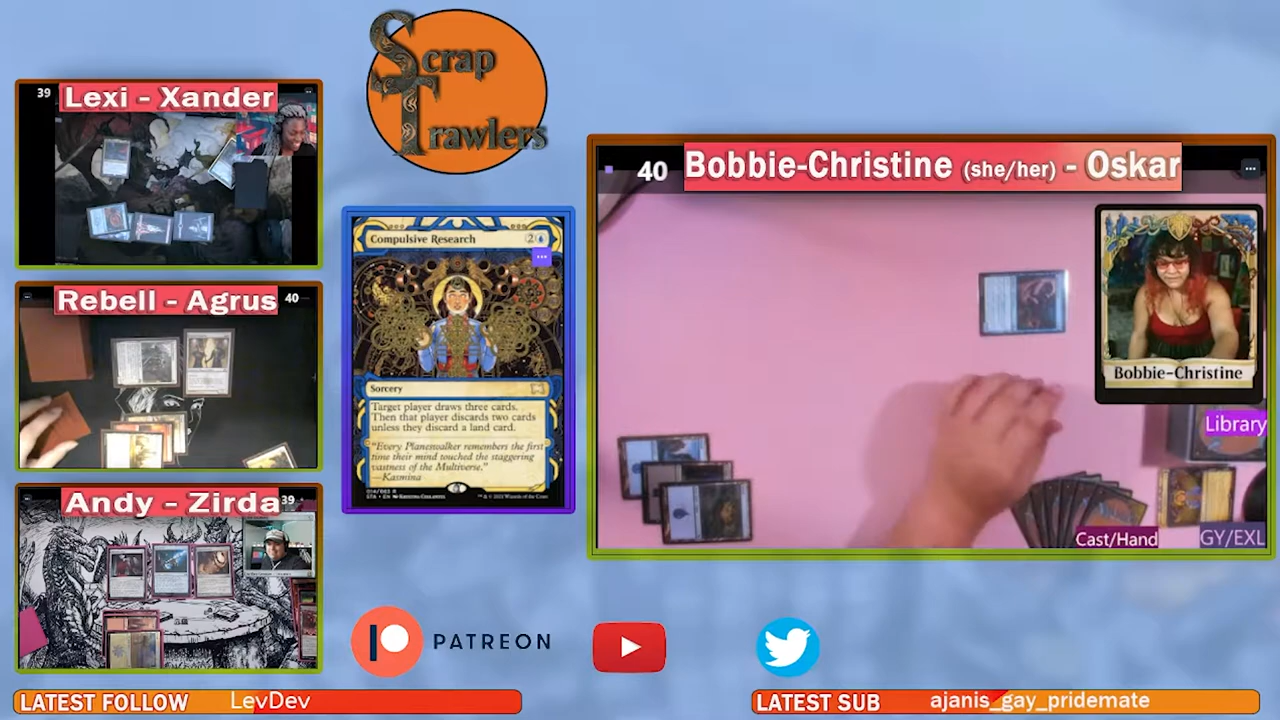 Scrap
Trawlers
39
Lexi - Xander
Rebell - Agrus
40
Andy - Zirda
39
Compulsive Research
2
Sorcery
Target player draws three cards.
Then that player discards two cards
unless they discard a land card.
"Every Planeswalker remembers the first
time their mind touched the staggering
vastness of the Multiverse."
—Kasmina
40
Bobbie-Christine (she/her) - Oskar
Bobbie-Christine
Library
Cast/Hand
GY/EXL
PATREON
LATEST FOLLOW LevDev
LATEST SUB ajanis_gay_pridemate